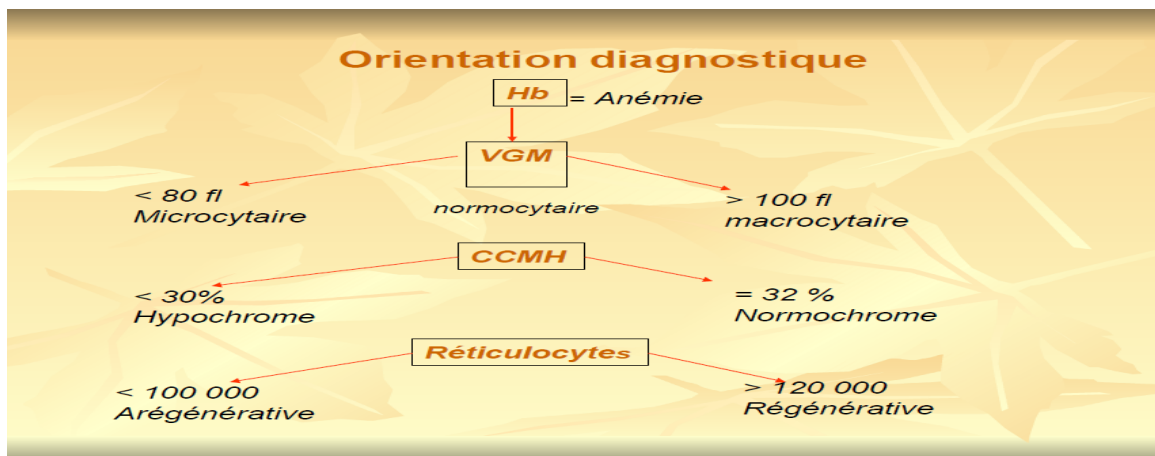 Orientation diagnostique
Hb = Anémie
VGM
< 80 fl
Microcytaire
normocytaire
> 100 fl
macrocytaire
CCMH
< 30%
Hypochrome
= 32 %
Normochrome
Réticulocytes
< 100 000
Arégénérative
> 120 000
Régénérative